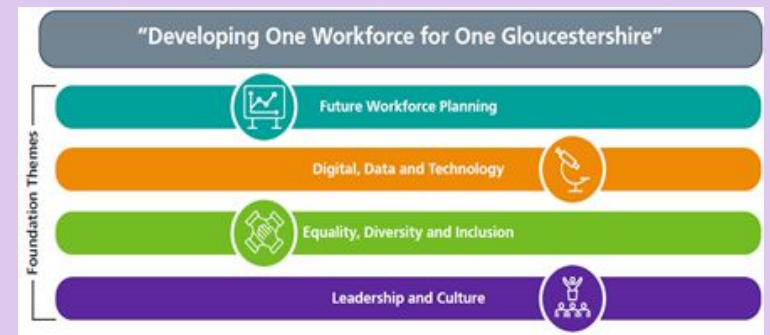 "Developing One Workforce for One Gloucestershire"
Foundation Themes
Future Workforce Planning
Digital, Data and Technology
Equality, Diversity and Inclusion
Leadership and Culture